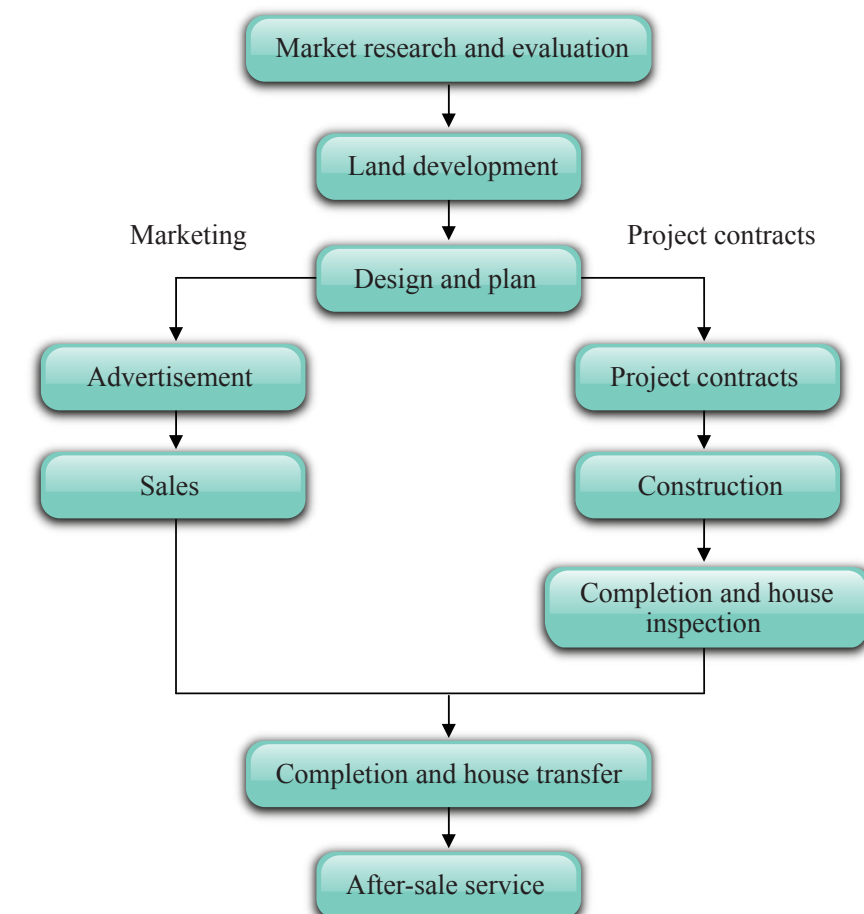 Market research and evaluation
Land development
Marketing
Project contracts
Design and plan
Advertisement
Project contracts
Sales
Construction
Completion and house
inspection
Completion and house transfer
After-sale service